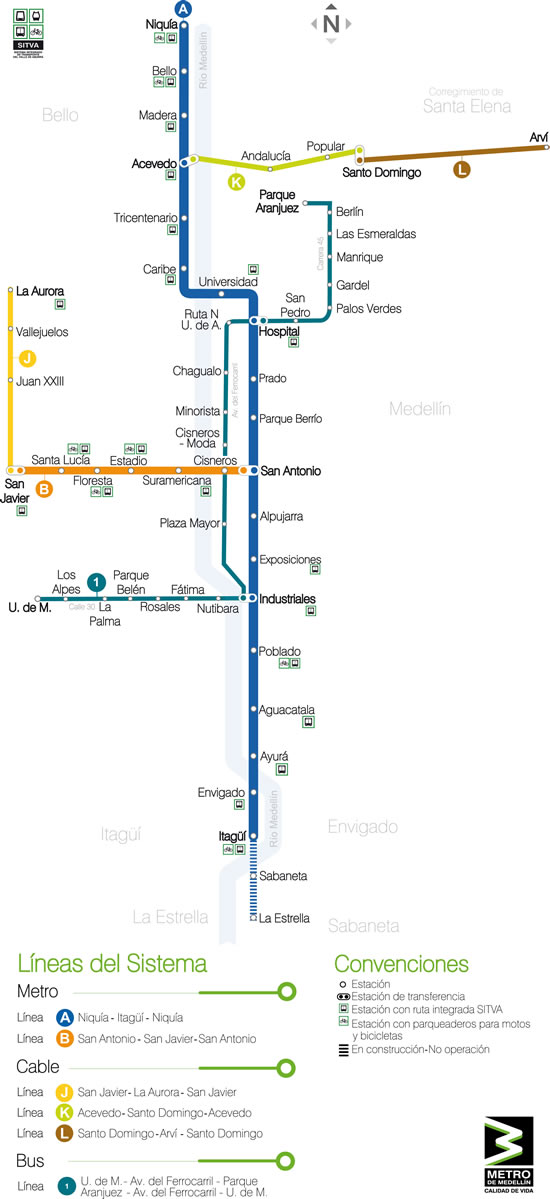 SITVA
SISTEMA INTEGRADO
DE TRANSPORTE
DEL VALLE DE ABURRÁ
A
N
Niquía
Río Medellín
Bello
Corregimiento de
Santa Elena
Madera
Bello
Acevedo
Andalucía
Popular
Arví
K
Santo Domingo
L
Parque
Aranjuez
Berlín
Tricentenario
Las Esmeraldas
Carrera 45
Manrique
Caribe
Universidad
Gardel
La Aurora
San
Pedro
Palos Verdes
Ruta N
U. de A.
Hospital
Vallejuelos
J
Chagualo
Av. del Ferrocarril
Juan XXIII
Prado
Medellín
Minorista
Parque Berrío
Cisneros
- Moda
Santa Lucía
Estadio
Cisneros
San Antonio
San
Javier
B
Floresta
Suramericana
Plaza Mayor
Alpujarra
Exposiciones
Los
Alpes
1
Parque
Belén
Fátima
U. de M.
Calle 30
La
Palma
Rosales
Nutibara
Industriales
Poblado
Aguacatala
Ayurá
Envigado
Río Medellín
Itagüí
Itagüí
Envigado
Sabaneta
La Estrella
La Estrella
Sabaneta
Líneas del Sistema
Metro
Línea A Niquía - Itagüí - Niquía
Línea B San Antonio - San Javier - San Antonio
Cable
Línea J San Javier - La Aurora - San Javier
Línea K Acevedo - Santo Domingo - Acevedo
Línea L Santo Domingo - Arví - Santo Domingo
Bus
Línea 1 U. de M. - Av. del Ferrocarril - Parque
Aranjuez - Av. del Ferrocarril - U. de M.
Convenciones
Estación
Estación de transferencia
Estación con ruta integrada SITVA
Estación con parqueaderos para motos
y bicicletas
En construcción-No operación
METRO
DE MEDELLÍN
CALIDAD DE VIDA